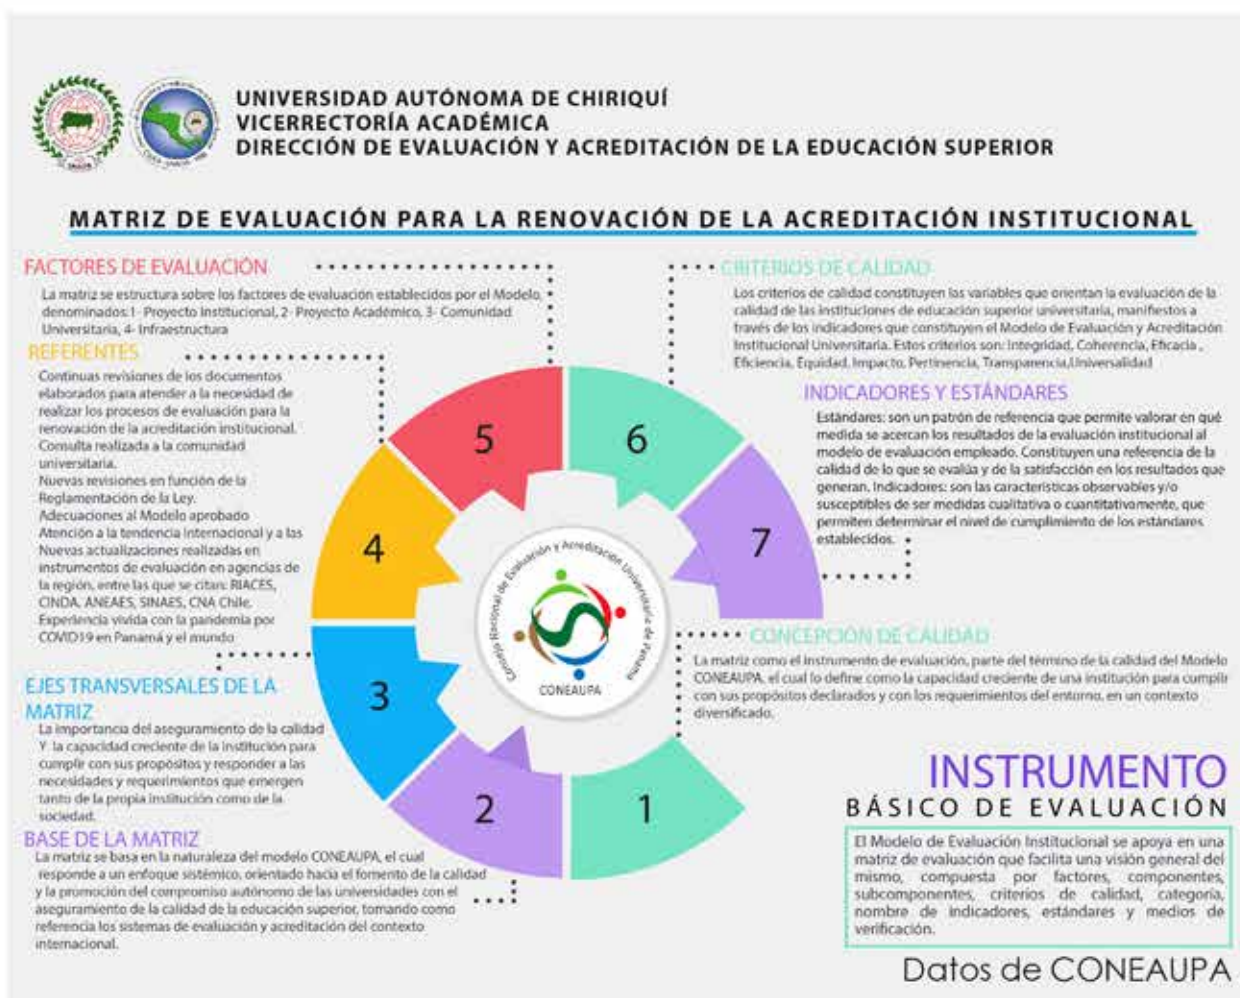 UNIVERSIDAD AUTÓNOMA DE CHIRIQUÍ
VICERRECTORÍA ACADÉMICA
DIRECCIÓN DE EVALUACIÓN Y ACREDITACIÓN DE LA EDUCACIÓN SUPERIOR
MATRIZ DE EVALUACIÓN PARA LA RENOVACIÓN DE LA ACREDITACIÓN INSTITUCIONAL
FACTORES DE EVALUACIÓN
La matriz se estructura sobre los factores de evaluación establecidos por el Modelo,
denominados:1- Proyecto Institucional, 2- Proyecto Académico, 3- Comunidad
Universitaria, 4- Infraestructura
REFERENTES
Continuas revisiones de los documentos
elaborados para atender a la necesidad de
realizar los procesos de evaluación para la
renovación de la acreditación institucional.
Consulta realizada a la comunidad
universitaria.
Nuevas revisiones en función de la
Reglamentación de la Ley.
Adecuaciones al Modelo aprobado
Atención a la tendencia internacional y a las
Nuevas actualizaciones realizadas en
instrumentos de evaluación en agencias de
la región, entre las que se citan: RIACES,
CINDA, ANEAES, SINAES, CNA Chile.
Experiencia vivida con la pandemia por
COVID19 en Panamá y el mundo
EJES TRANSVERSALES DE LA
MATRIZ
La importancia del aseguramiento de la calidad
Y la capacidad creciente de la institución para
cumplir con sus propósitos y responder a las
necesidades y requerimientos que emergen
tanto de la propia institución como de la
sociedad.
BASE DE LA MATRIZ
La matriz se basa en la naturaleza del modelo CONEAUPA, el cual
responde a un enfoque sistémico, orientado hacia el fomento de la calidad
y la promoción del compromiso autónomo de las universidades con el
aseguramiento de la calidad de la educación superior, tomando como
referencia los sistemas de evaluación y acreditación del contexto
internacional.
5
6
4
7
3
2
1
Consejo Nacional de Evaluación y Acreditación Universitaria de Panamá
CONEAUPA
CRITERIOS DE CALIDAD
Los criterios de calidad constituyen las variables que orientan la evaluación de la
calidad de las instituciones de educación superior universitaria, manifiestos a
través de los indicadores que constituyen el Modelo de Evaluación y Acreditación
Institucional Universitaria. Estos criterios son: Integridad, Coherencia, Eficacia ,
Eficiencia, Equidad, Impacto, Pertinencia, Transparencia,Universalidad
INDICADORES Y ESTÁNDARES
Estándares: son un patrón de referencia que permite valorar en qué
medida se acercan los resultados de la evaluación institucional al
modelo de evaluación empleado. Constituyen una referencia de la
calidad de lo que se evalúa y de la satisfacción en los resultados que
generan. Indicadores: son las características observables y/o
susceptibles de ser medidas cualitativa o cuantitativamente, que
permiten determinar el nivel de cumplimiento de los estándares
establecidos.
CONCEPCIÓN DE CALIDAD
La matriz como el instrumento de evaluación, parte del término de la calidad del Modelo
CONEAUPA, el cual lo define como la capacidad creciente de una institución para cumplir
con sus propósitos declarados y con los requerimientos del entorno, en un contexto
diversificado.
INSTRUMENTO
BÁSICO DE EVALUACIÓN
El Modelo de Evaluación Institucional se apoya en una
matriz de evaluación que facilita una visión general del
mismo, compuesta por factores, componentes,
subcomponentes, criterios de calidad, categoría,
nombre de indicadores, estándares y medios de
verificación.
Datos de CONEAUPA